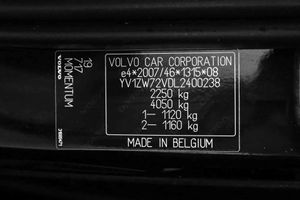 VOLVO CAR CORPORATION
e4*2007/46*1315*08
YV1ZW72VDL2400238
2250 kg
4050 kg
1– 1120 kg
2– 1160 kg
MADE IN BELGIUM
19
717
MOMENTUM
VOLVO